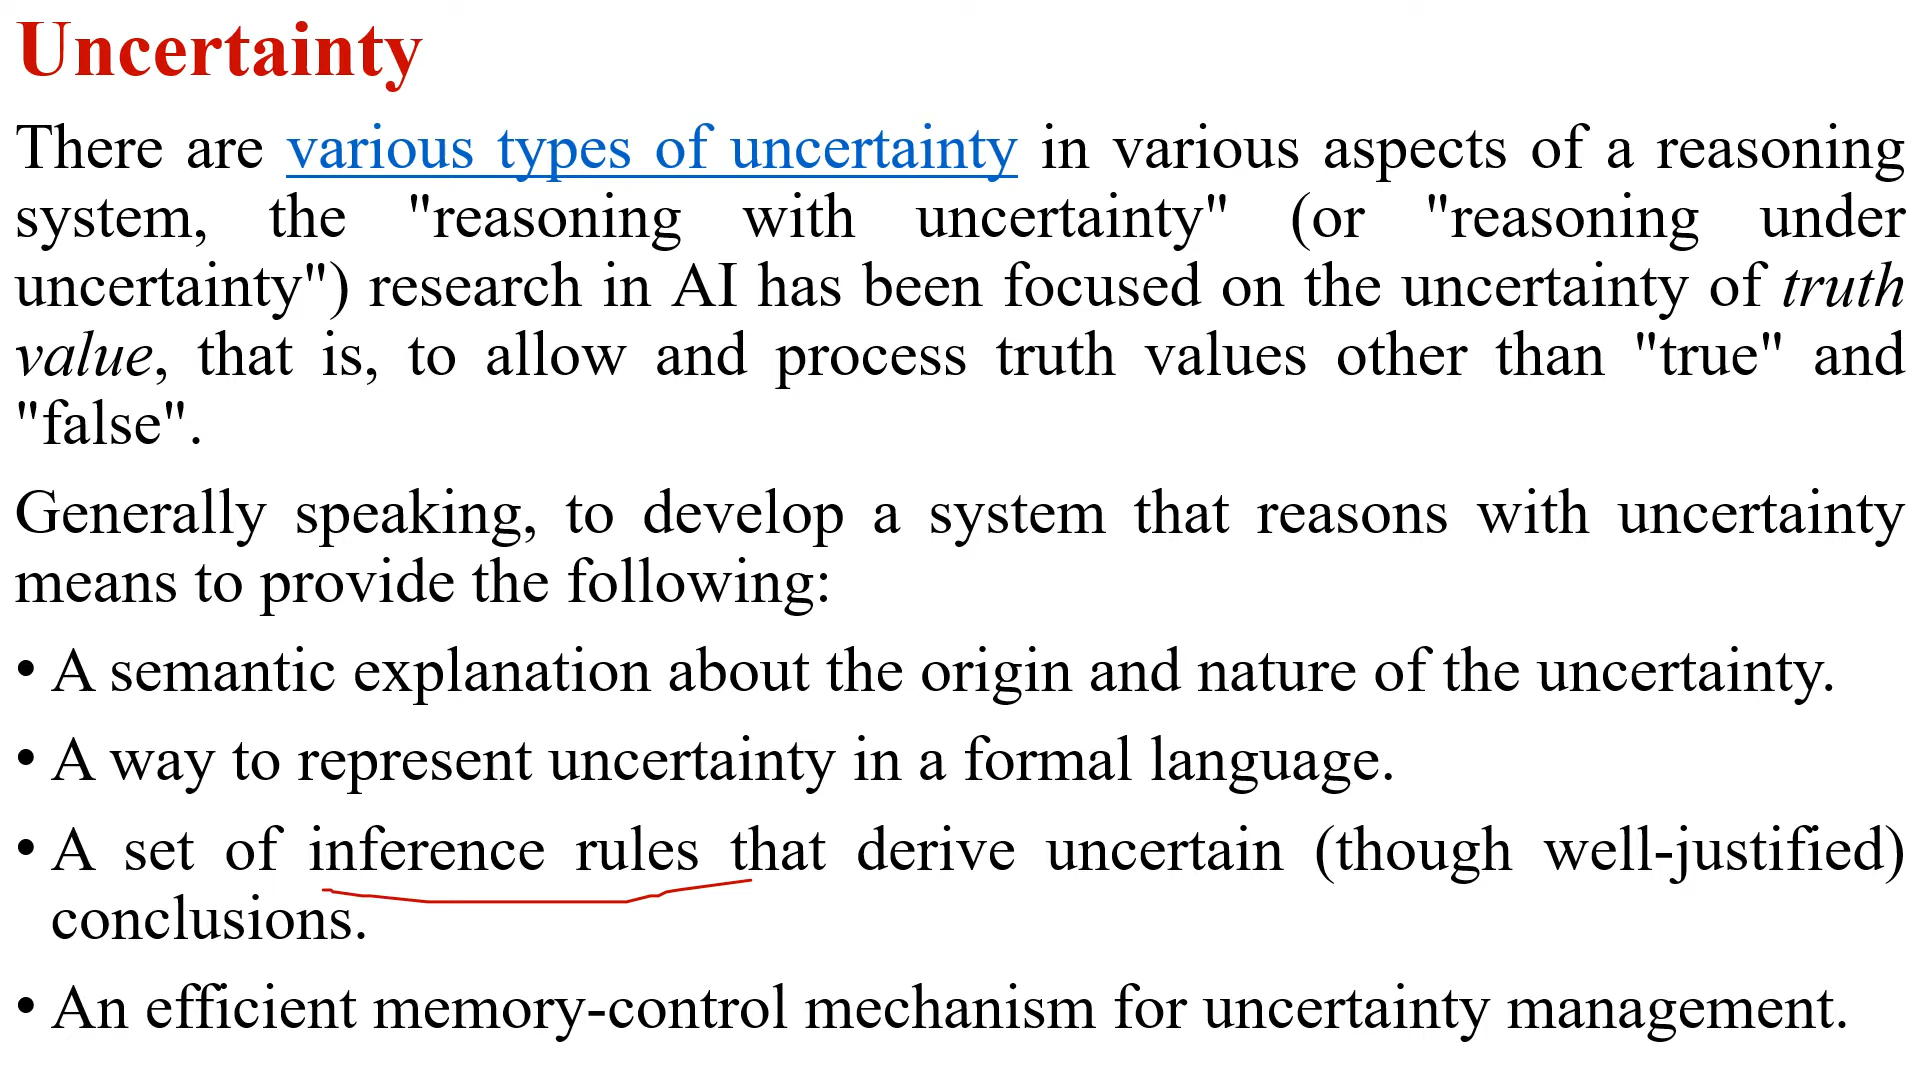 Uncertainty
There are various types of uncertainty in various aspects of a reasoning
system, the "reasoning with uncertainty" (or "reasoning under
uncertainty") research in AI has been focused on the uncertainty of truth
value, that is, to allow and process truth values other than "true" and
"false".
Generally speaking, to develop a system that reasons with uncertainty
means to provide the following:
• A semantic explanation about the origin and nature of the uncertainty.
• A way to represent uncertainty in a formal language.
• A set of inference rules that derive uncertain (though well-justified)
conclusions.
• An efficient memory-control mechanism for uncertainty management.